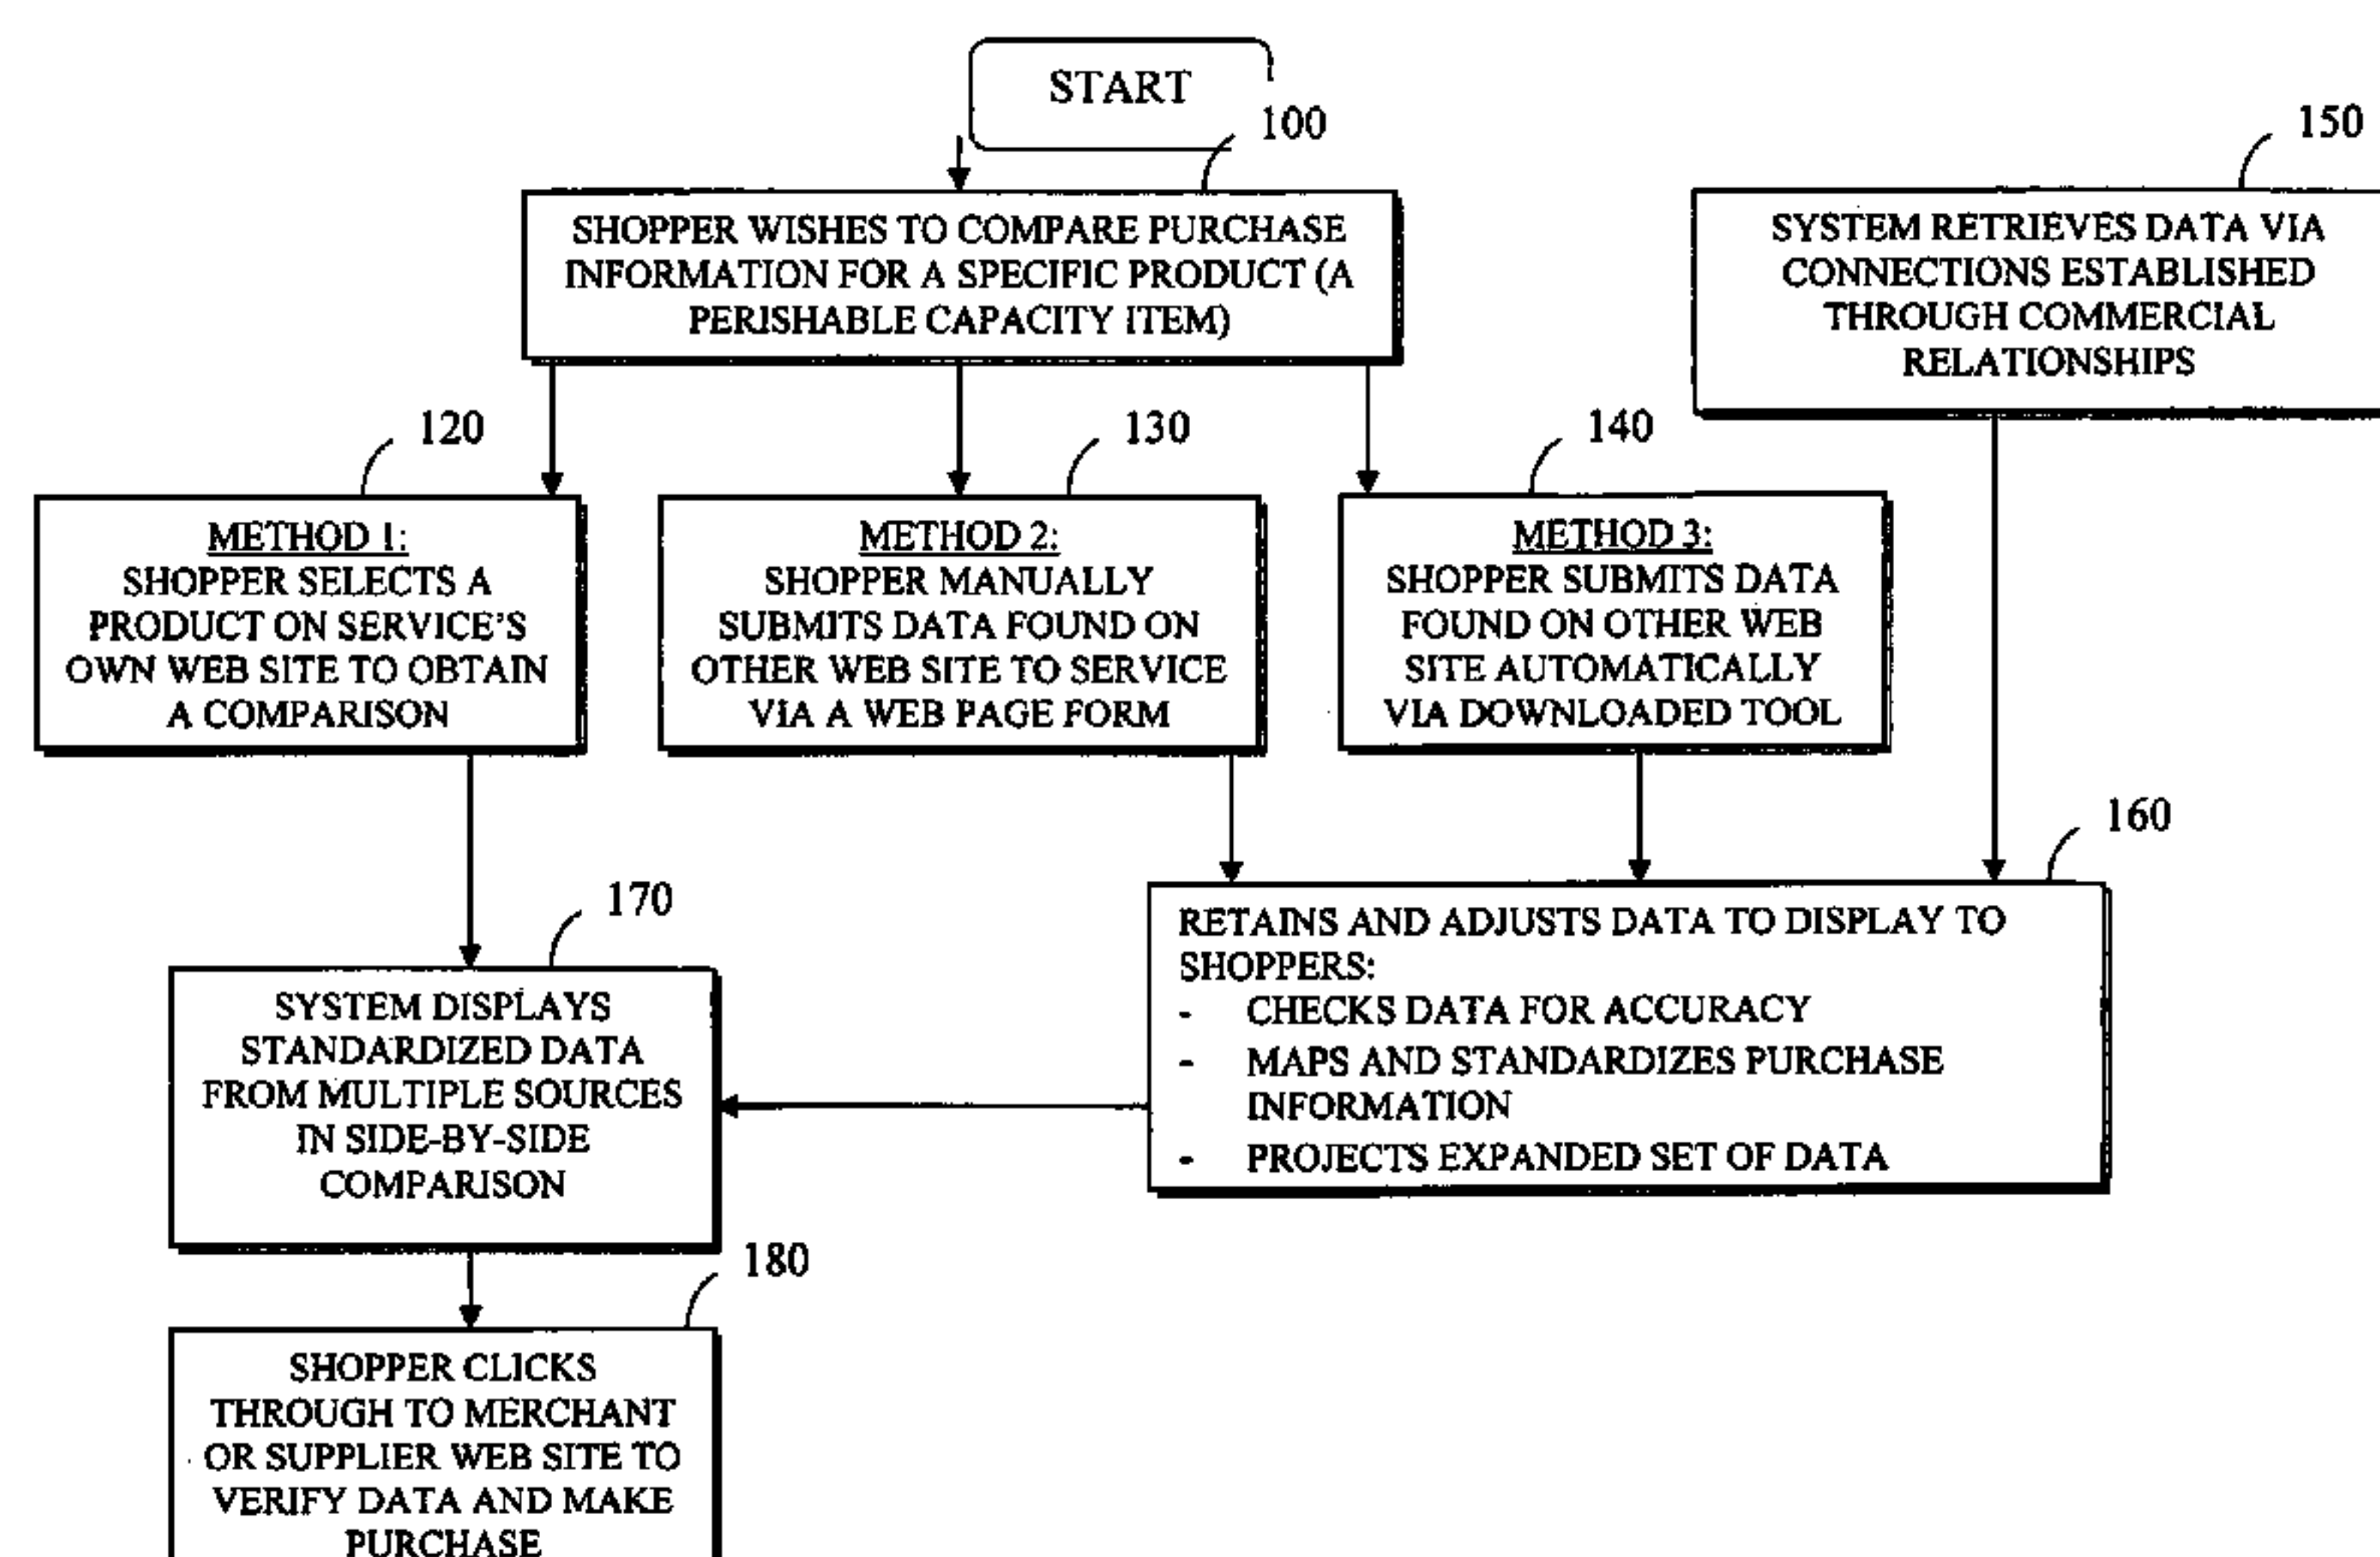 START
100
150
SHOPPER WISHES TO COMPARE PURCHASE
INFORMATION FOR A SPECIFIC PRODUCT (A
PERISHABLE CAPACITY ITEM)
SYSTEM RETRIEVES DATA VIA
CONNECTIONS ESTABLISHED
THROUGH COMMERCIAL
RELATIONSHIPS
120
130
140
METHOD 1:
SHOPPER SELECTS A
PRODUCT ON SERVICE'S
OWN WEB SITE TO OBTAIN
A COMPARISON
METHOD 2:
SHOPPER MANUALLY
SUBMITS DATA FOUND ON
OTHER WEB SITE TO SERVICE
VIA A WEB PAGE FORM
METHOD 3:
SHOPPER SUBMITS DATA
FOUND ON OTHER WEB
SITE AUTOMATICALLY
VIA DOWNLOADED TOOL
160
170
RETAINS AND ADJUSTS DATA TO DISPLAY TO
SHOPPERS:
- CHECKS DATA FOR ACCURACY
- MAPS AND STANDARDIZES PURCHASE
INFORMATION
- PROJECTS EXPANDED SET OF DATA
SYSTEM DISPLAYS
STANDARDIZED DATA
FROM MULTIPLE SOURCES
IN SIDE-BY-SIDE
COMPARISON
180
SHOPPER CLICKS
THROUGH TO MERCHANT
OR SUPPLIER WEB SITE TO
VERIFY DATA AND MAKE
PURCHASE